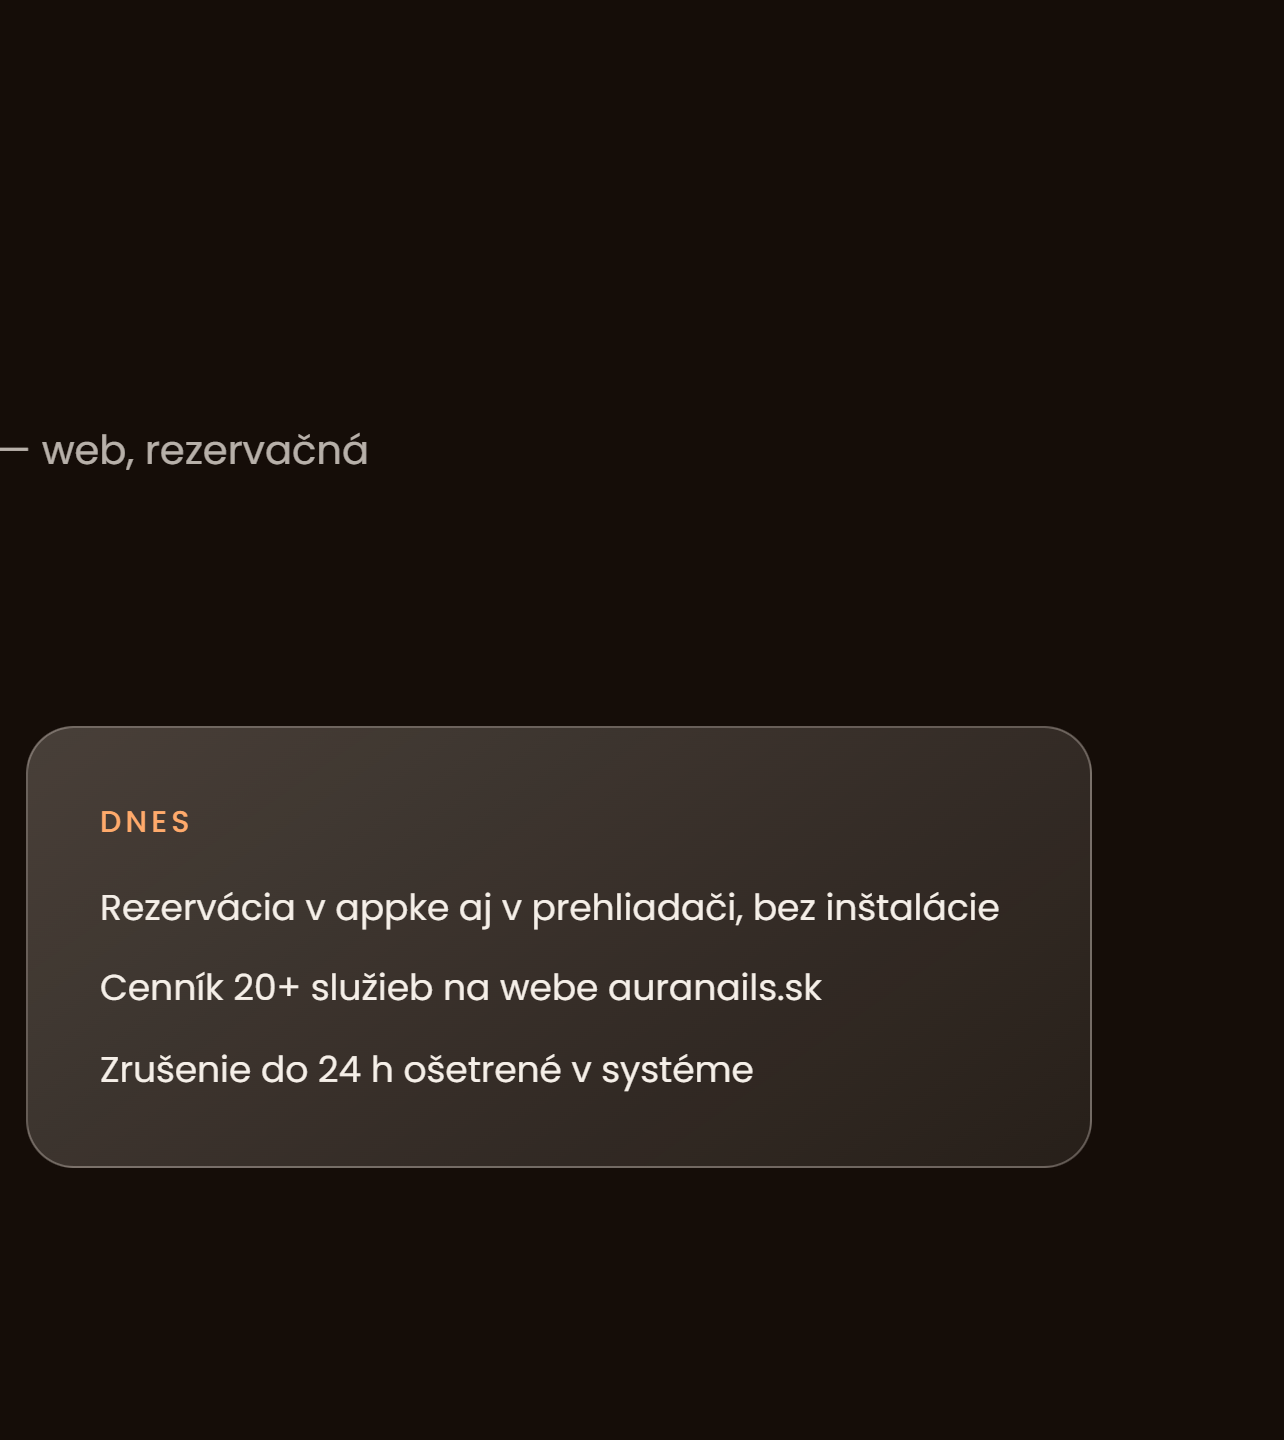 — web, rezervačná
DNES
Rezervácia v appke aj v prehliadači, bez inštalácie
Cenník 20+ služieb na webe auranails.sk
Zrušenie do 24 h ošetrené v systéme